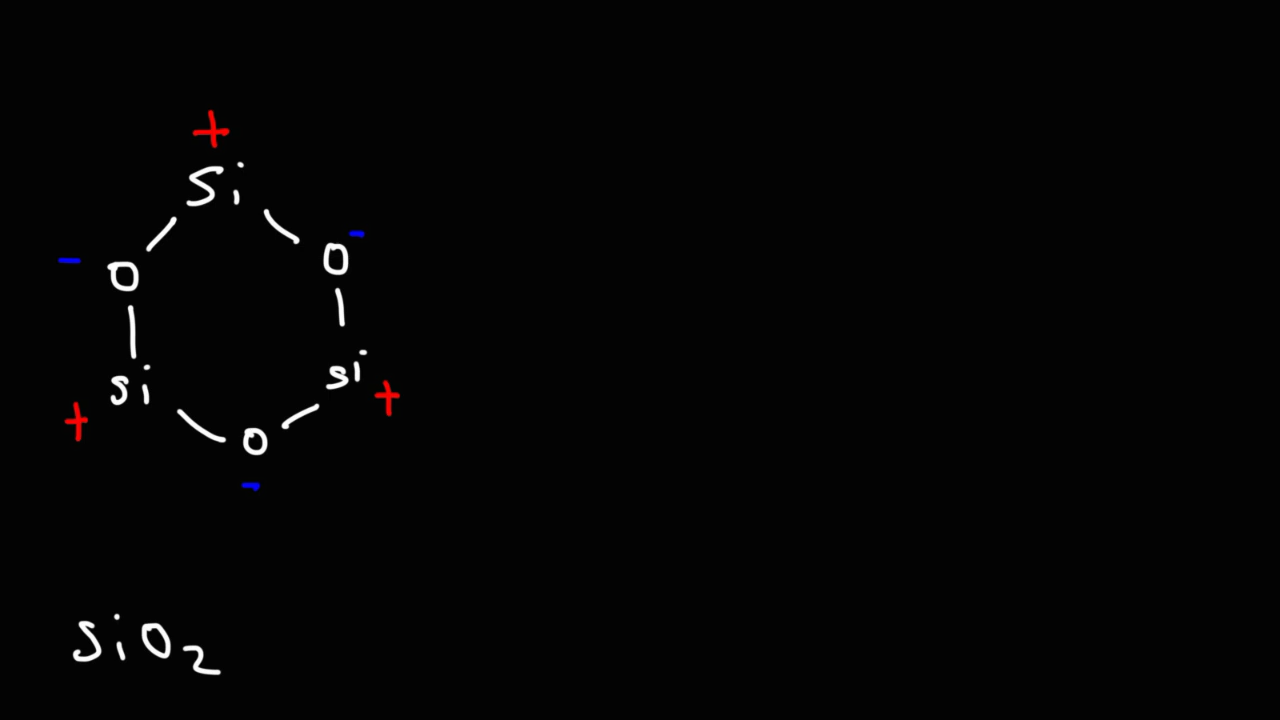 +
Si
- O O -
Si Si
+ +
O
-
SiO₂